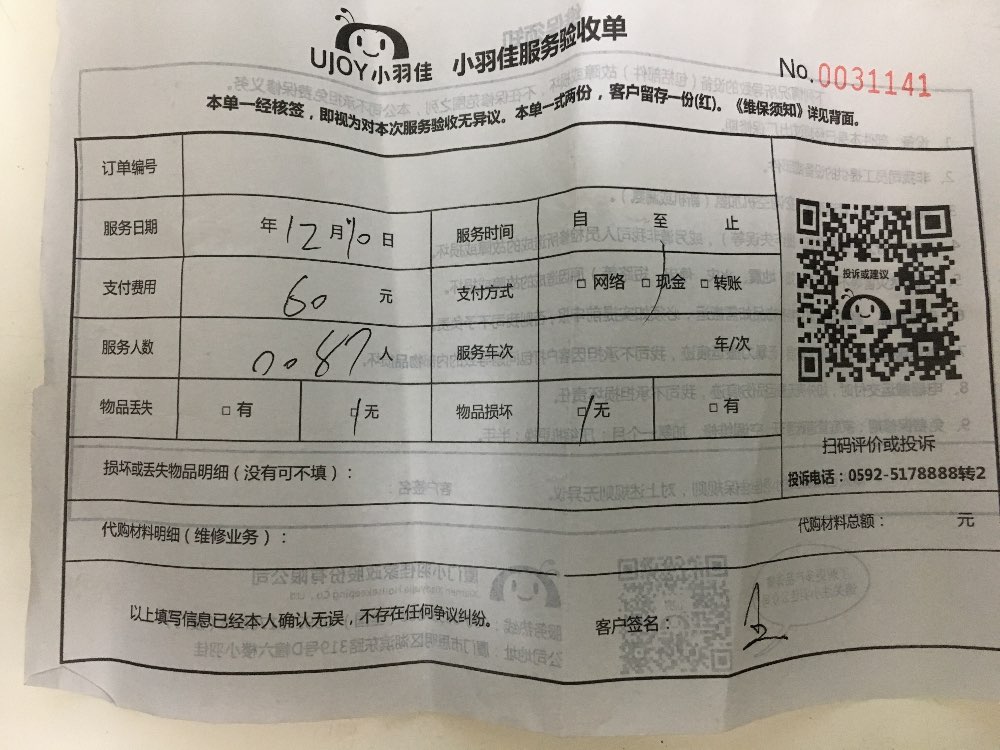 UJOY小羽佳 小羽佳服务验收单
No.0031141
本单一经核签，即视为对本次服务验收无异议。本单一式两份，客户留存一份(红)。《维保须知》详见背面。
订单编号
服务日期 年12月10日 服务时间 自 至 止
支付费用 60 元 支付方式 □ 网络 □ 现金 □ 转账
服务人数 0087 人 服务车次 车/次
物品丢失 □ 有 □ 无 物品损坏 □ 无 □ 有
投诉或建议
扫码评价或投诉
投诉电话：0592-5178888转2
损坏或丢失物品明细（没有可不填）：
代购材料明细（维修业务）： 代购材料总额： 元
以上填写信息已经本人确认无误，不存在任何争议纠纷。 客户签名：